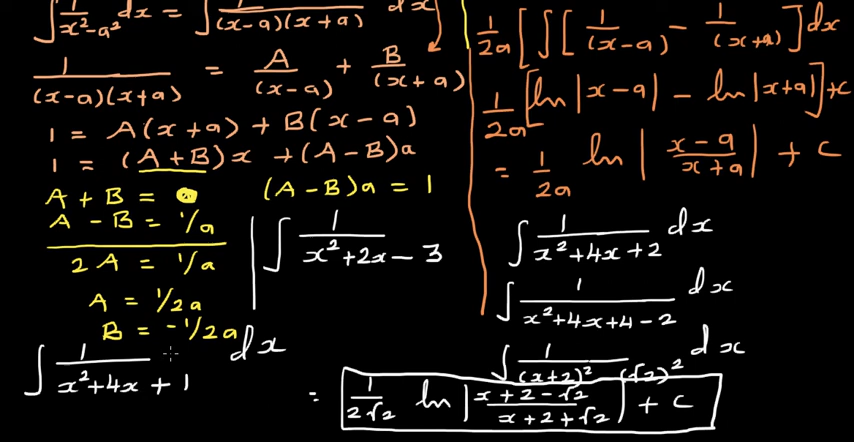 ∫ 1/(x²-a²) dx = ∫ 1/((x-a)(x+a)) dx
1/((x-a)(x+a)) = A/(x-a) + B/(x+a)
1 = A(x+a) + B(x-a)
1 = (A+B)x + (A-B)a
A + B = 0 (A-B)a = 1
A - B = 1/a
2A = 1/a
A = 1/2a
B = -1/2a
∫ 1/(x²+4x+1) dx
∫ 1/(x²+2x-3)
1/2a [∫[1/(x-a) - 1/(x+a)]dx
1/2a [ln|x-a| - ln|x+a|]+c
= 1/2a ln|(x-a)/(x+a)| + c
∫ 1/(x²+4x+2) dx
∫ 1/(x²+4x+4-2) dx
∫ 1/((x+2)² (√2)²) dx
= 1/(2√2) ln|(x+2-√2)/(x+2+√2)| + c